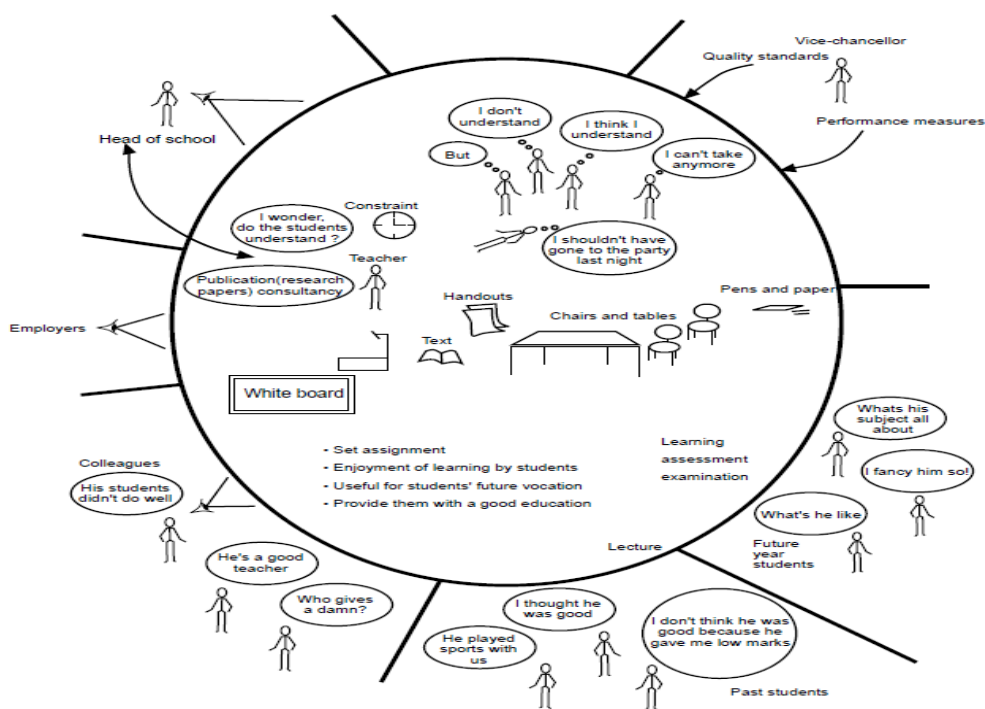 Vice-chancellor
Quality standards
Performance measures
Head of school
I don't
understand
I think I
understand
But
I can't take
anymore
Constraint
I wonder,
do the students
understand ?
I shouldn't have
gone to the party
last night
Teacher
Publication(research
papers) consultancy
Handouts
Pens and paper
Chairs and tables
Employers
Text
White board
Whats his
subject all
about
- Set assignment
- Enjoyment of learning by students
- Useful for students' future vocation
- Provide them with a good education
Learning
assessment
examination
I fancy him so!
Colleagues
His students
didn't do well
What's he like
Future
year
students
Lecture
He's a good
teacher
Who gives
a damn?
I thought he
was good
He played
sports with
us
I don't think he was
good because he
gave me low marks
Past students